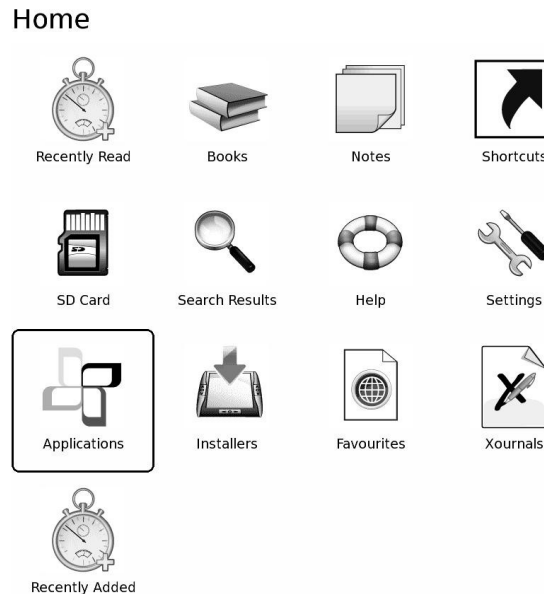 Home
Recently Read
Books
Notes
Shortcuts
SD Card
Search Results
Help
Settings
Applications
Installers
Favourites
Xournals
Recently Added